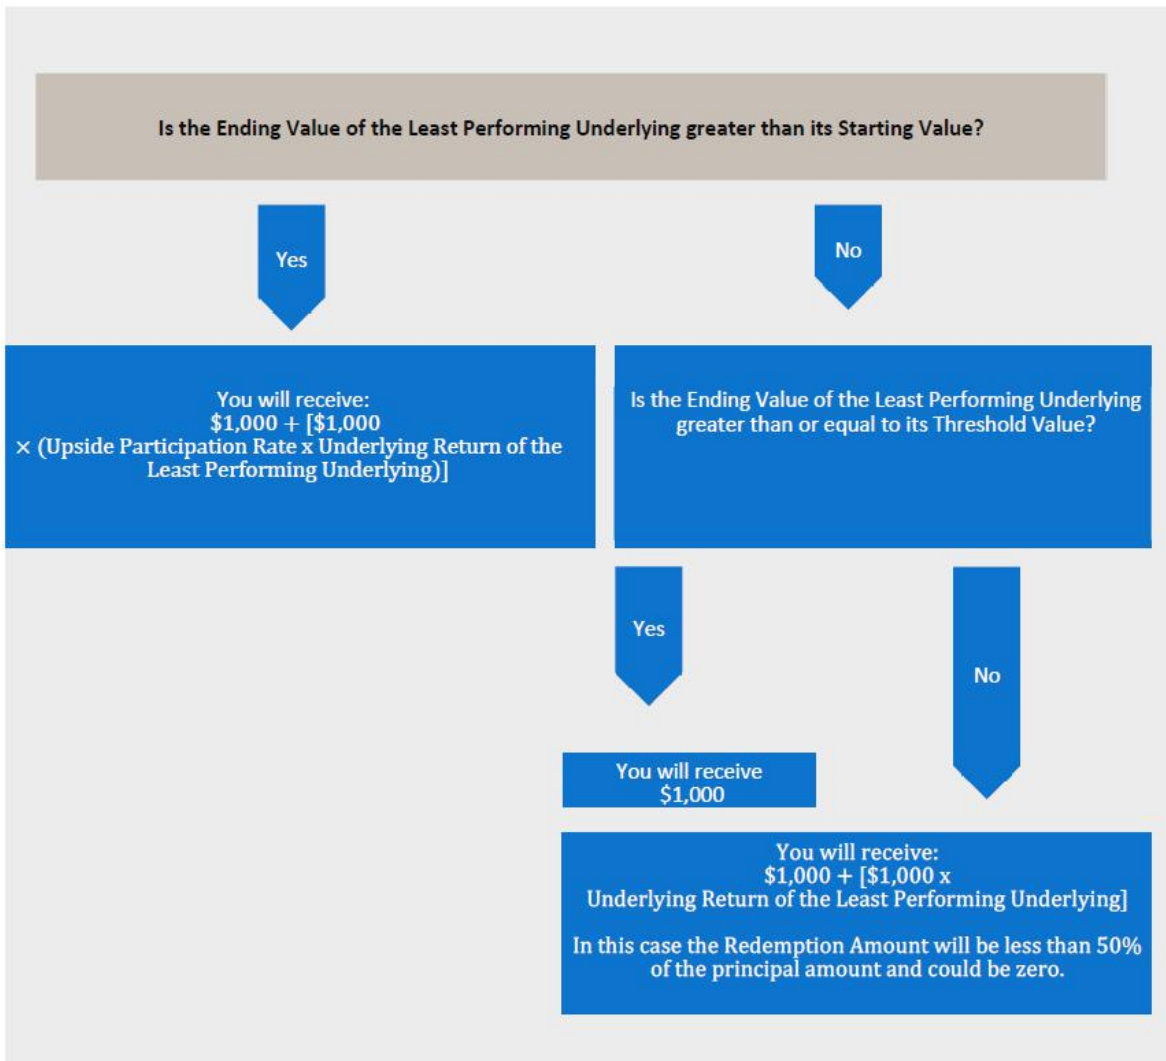 Is the Ending Value of the Least Performing Underlying greater than its Starting Value?
Yes
No
You will receive:
$1,000 + [$1,000
× (Upside Participation Rate x Underlying Return of the
Least Performing Underlying)]
Is the Ending Value of the Least Performing Underlying
greater than or equal to its Threshold Value?
Yes
No
You will receive
$1,000
You will receive:
$1,000 + [$1,000 x
Underlying Return of the Least Performing Underlying]
In this case the Redemption Amount will be less than 50%
of the principal amount and could be zero.